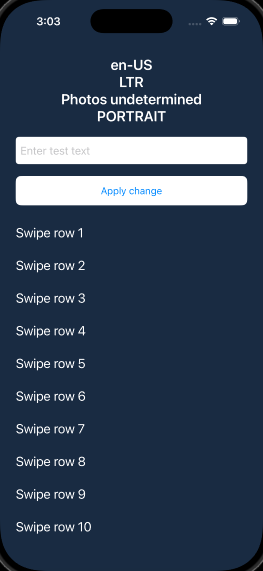 3:03
en-US
LTR
Photos undetermined
PORTRAIT
Enter test text
Apply change
Swipe row 1
Swipe row 2
Swipe row 3
Swipe row 4
Swipe row 5
Swipe row 6
Swipe row 7
Swipe row 8
Swipe row 9
Swipe row 10